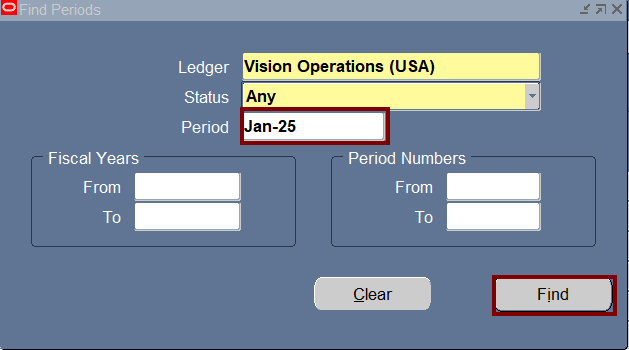 Find Periods
Ledger Vision Operations (USA)
Status Any
Period Jan-25
Fiscal Years Period Numbers
From From
To To
Clear Find